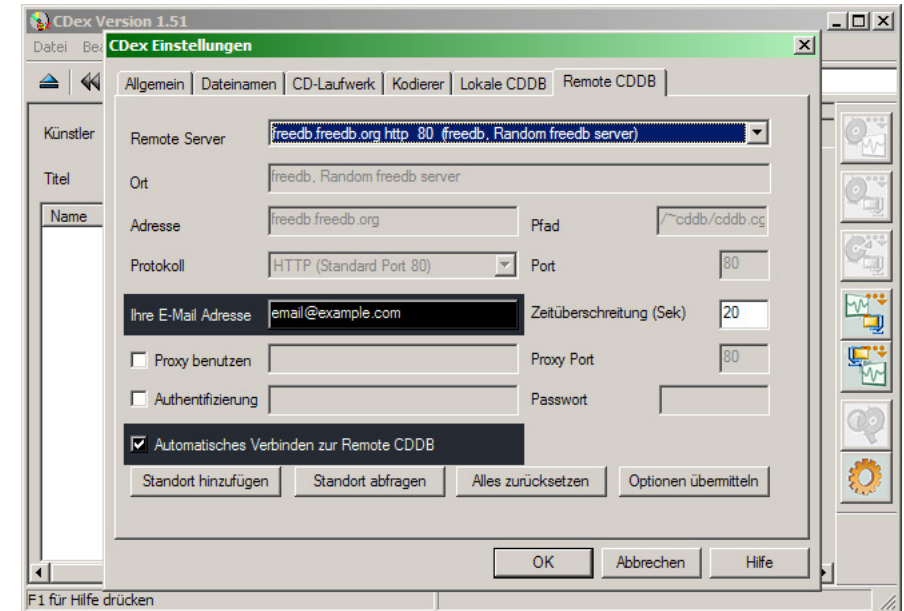 CDex Version 1.51
Datei Be
CDex Einstellungen
Allgemein Dateinamen CD-Laufwerk Kodierer Lokale CDDB Remote CDDB
Künstler
Titel
Name
Remote Server freedb.freedb.org http 80 (freedb, Random freedb server)
Ort freedb, Random freedb server
Adresse freedb.freedb.org Pfad /~cddb/cddb.cg
Protokoll HTTP (Standard Port 80) Port 80
Ihre E-Mail Adresse email@example.com Zeitüberschreitung (Sek) 20
Proxy benutzen Proxy Port 80
Authentifizierung Passwort
Automatisches Verbinden zur Remote CDDB
Standort hinzufügen Standort abfragen Alles zurücksetzen Optionen übermitteln
OK Abbrechen Hilfe
F1 für Hilfe drücken